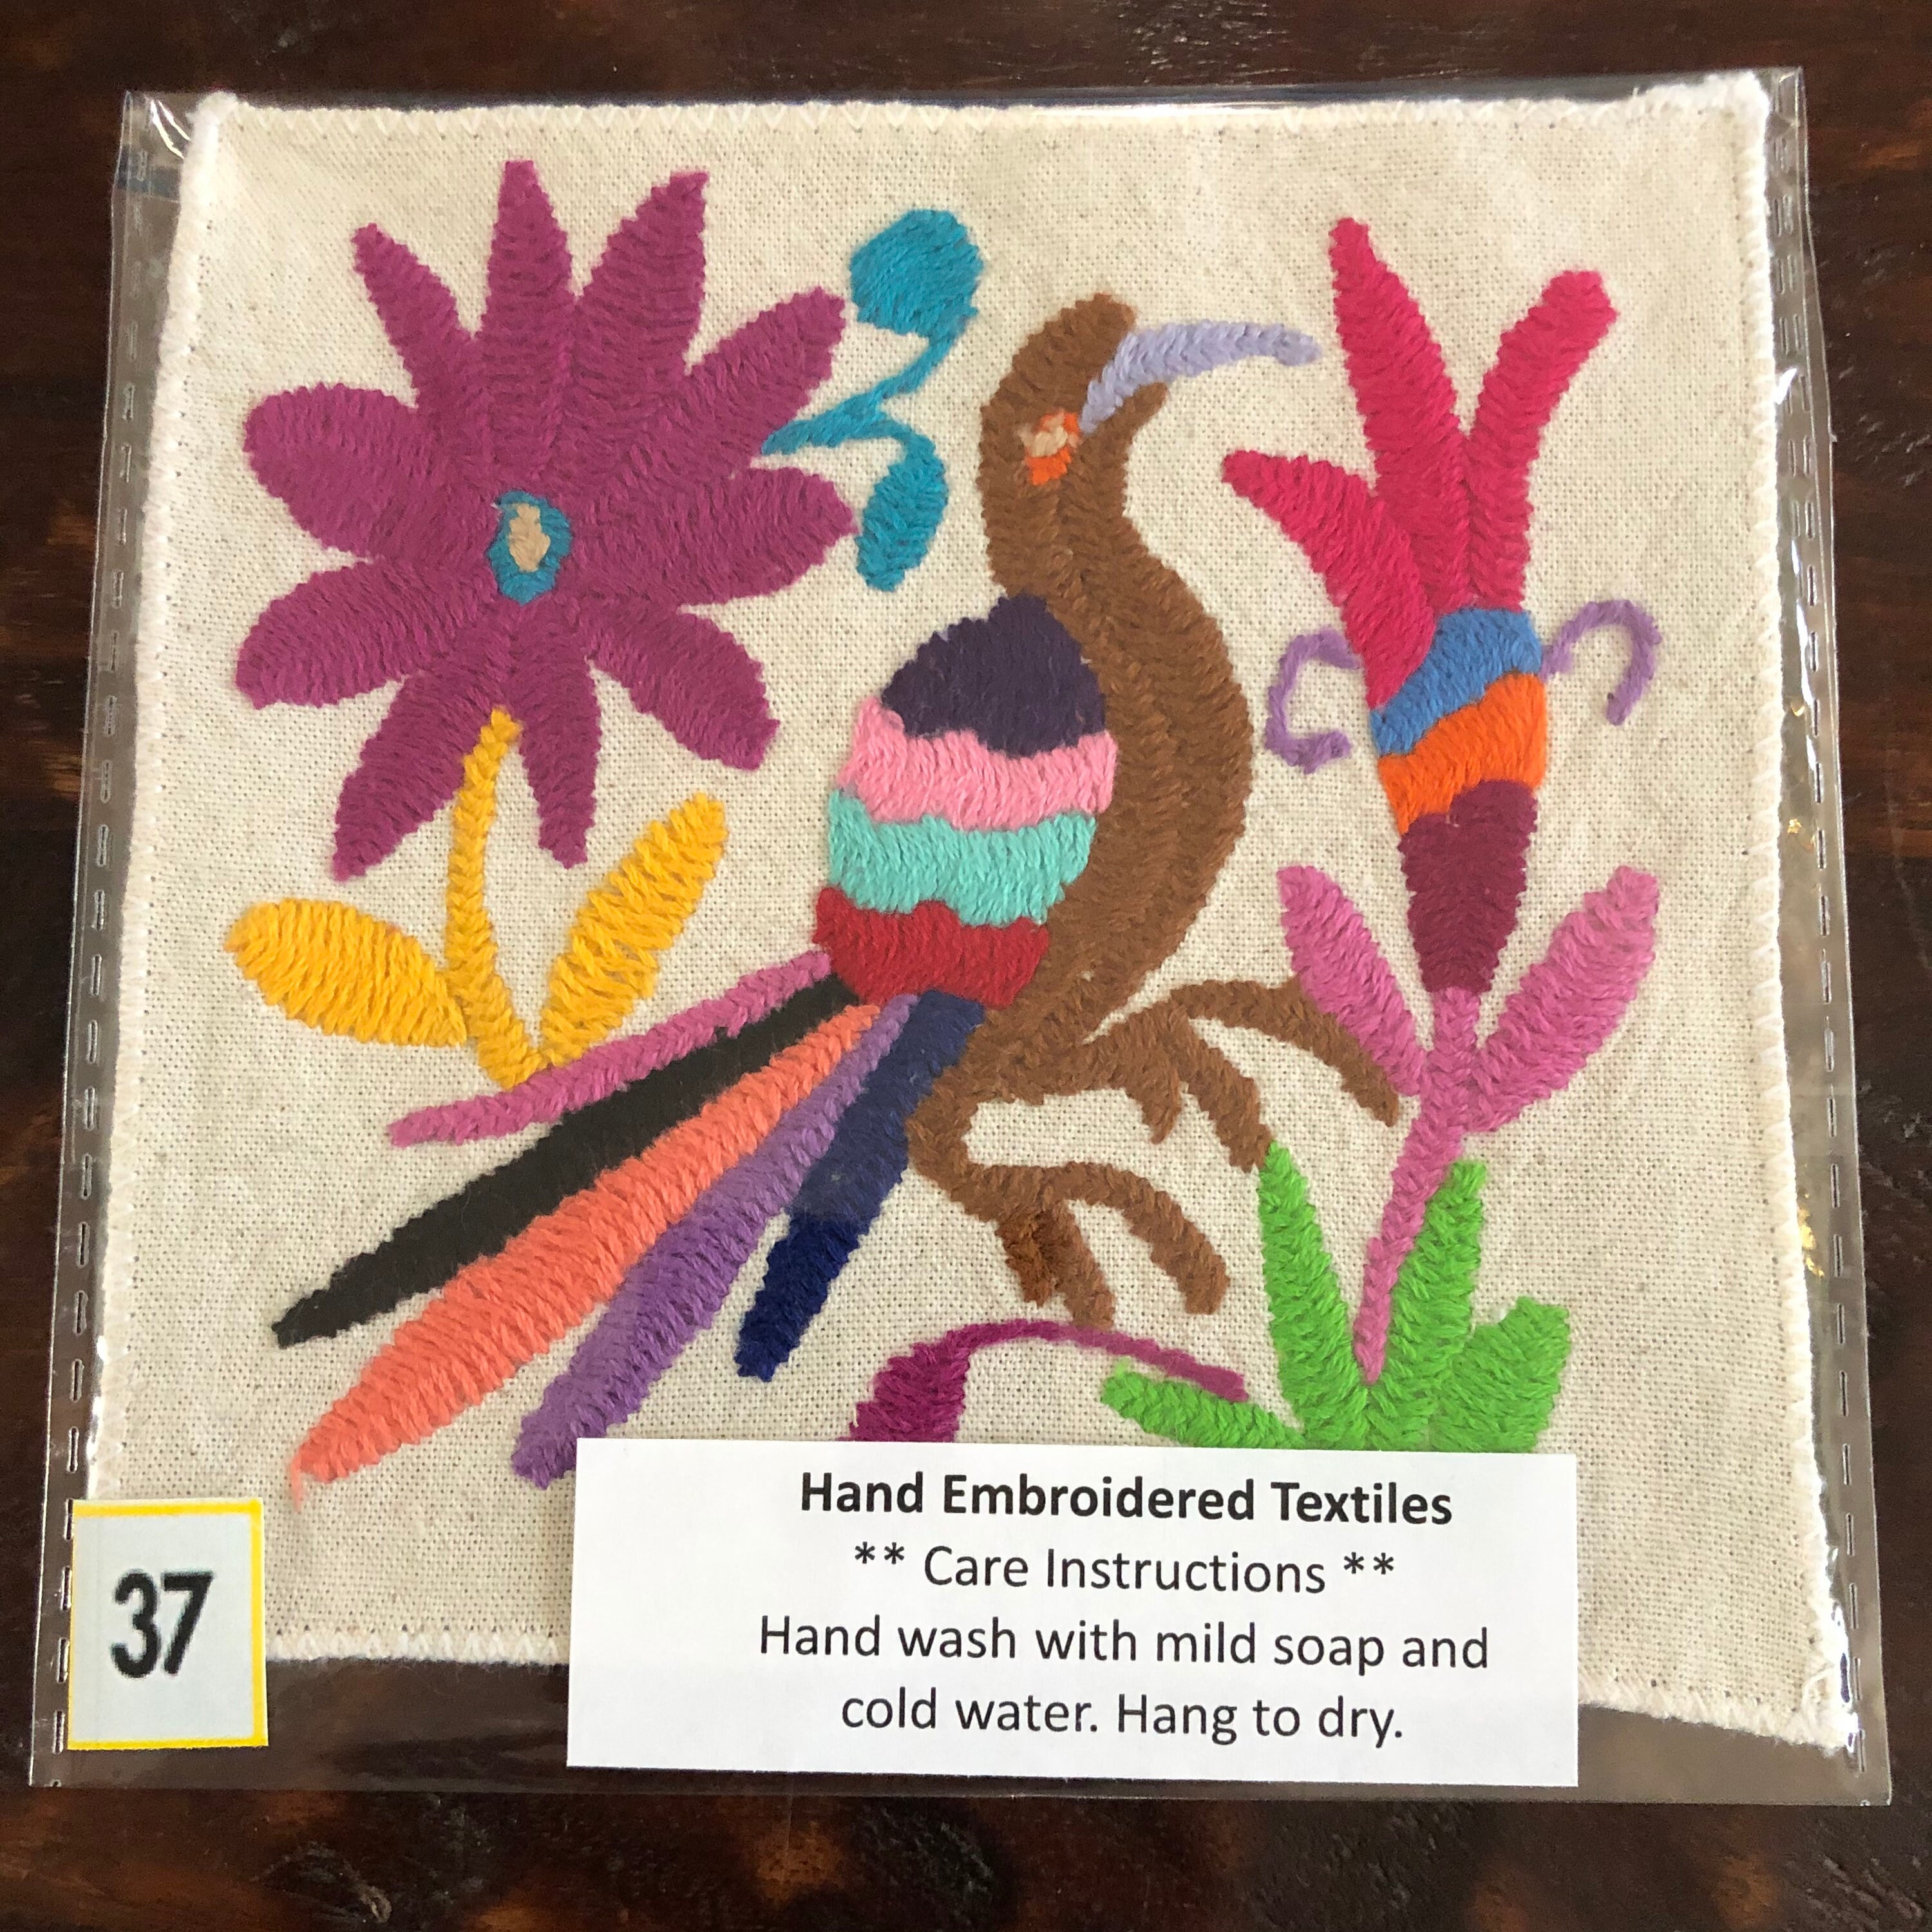 Hand Embroidered Textiles
** Care Instructions **
Hand wash with mild soap and
cold water. Hang to dry.
37